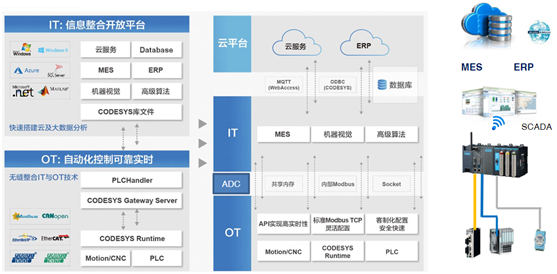 IT: 信息整合开放平台
Windows
Windows 8
云服务
Database
Azure
SQL Server
MES
ERP
Microsoft
.net
MATLAB
机器视觉
高级算法
CODESYS库文件
快速搭建云及大数据分析
OT: 自动化控制可靠实时
无缝整合IT与OT技术
PLCHandler
CODESYS Gateway Server
Modbus
CANopen
EtherNet/IP
EtherCAT
CODESYS Runtime
Motion/CNC
PLC
云平台
云服务
ERP
MQTT
(WebAccess)
ODBC
(CODESYS)
数据库
IT
MES
机器视觉
高级算法
ADC
共享内存
内部Modbus
Socket
OT
API实现高实时性
标准Modbus TCP
灵活配置
客制化配置
安全快速
Motion/CNC
CODESYS
Runtime
PLC
MES
ERP
SCADA